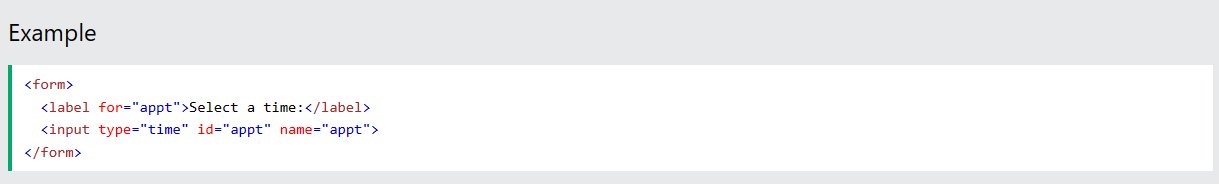 Example
<form>
  <label for="appt">Select a time:</label>
  <input type="time" id="appt" name="appt">
</form>